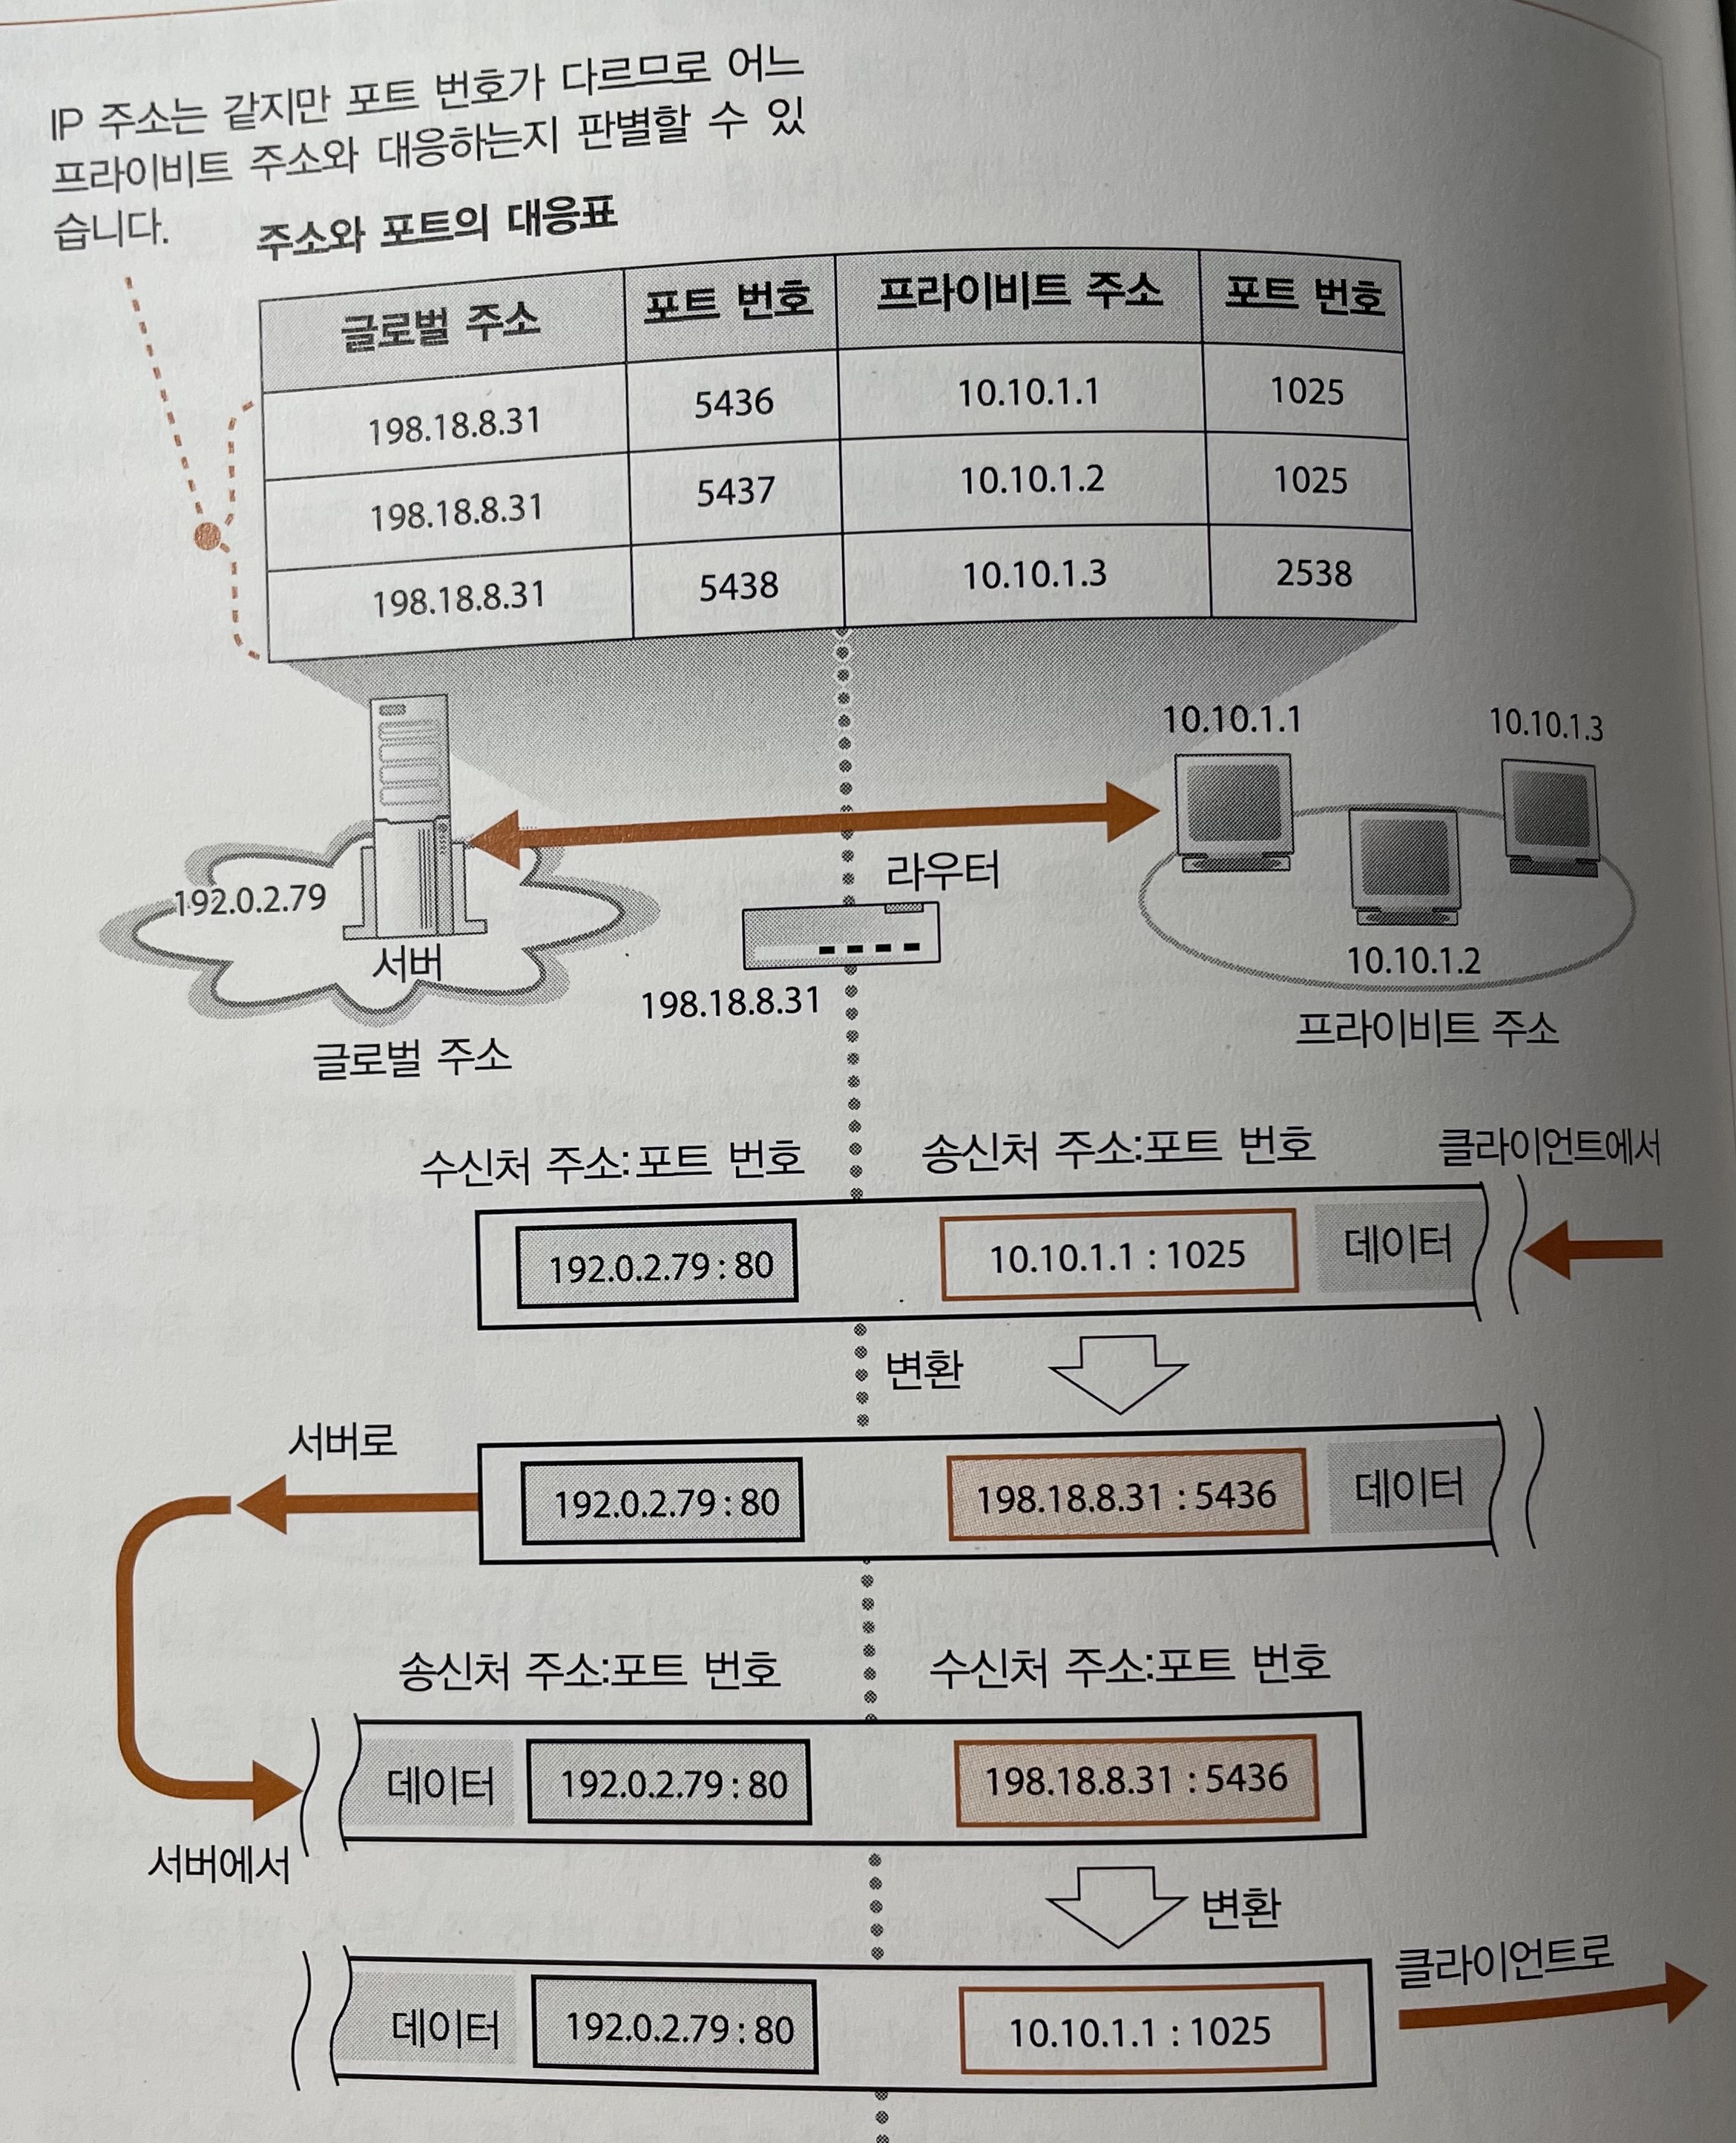 IP 주소는 같지만 포트 번호가 다르므로 어느
프라이비트 주소와 대응하는지 판별할 수 있
습니다.
주소와 포트의 대응표
글로벌 주소 포트 번호 프라이비트 주소 포트 번호
198.18.8.31 5436 10.10.1.1 1025
198.18.8.31 5437 10.10.1.2 1025
198.18.8.31 5438 10.10.1.3 2538
10.10.1.1 10.10.1.3
라우터
192.0.2.79
서버
10.10.1.2
198.18.8.31
글로벌 주소
프라이비트 주소
수신처 주소:포트 번호 송신처 주소:포트 번호 클라이언트에서
192.0.2.79 : 80 10.10.1.1 : 1025 데이터
변환
서버로
192.0.2.79 : 80 198.18.8.31 : 5436 데이터
송신처 주소:포트 번호 수신처 주소:포트 번호
데이터 192.0.2.79 : 80 198.18.8.31 : 5436
서버에서
변환
클라이언트로
데이터 192.0.2.79 : 80 10.10.1.1 : 1025